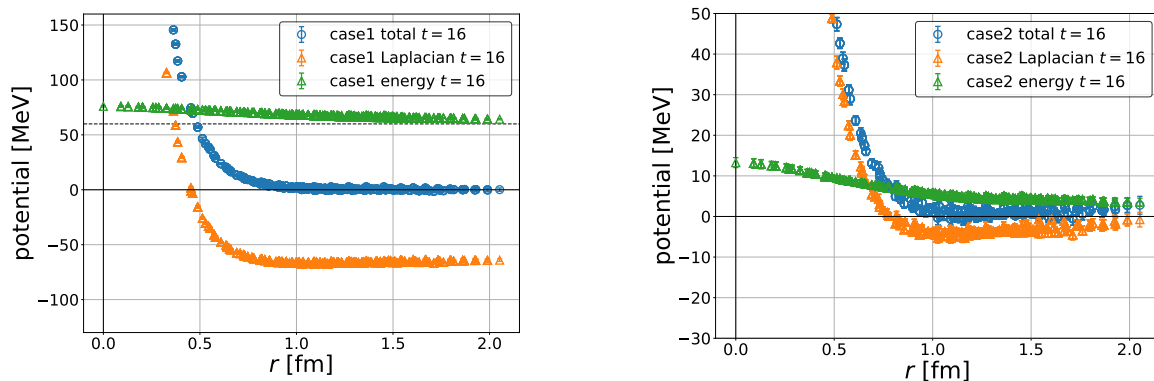 case1 total t = 16
case1 Laplacian t = 16
case1 energy t = 16
potential [MeV]
150
100
50
0
−50
−100
0.0 0.5 1.0 1.5 2.0
r [fm]
case2 total t = 16
case2 Laplacian t = 16
case2 energy t = 16
potential [MeV]
50
40
30
20
10
0
−10
−20
−30
0.0 0.5 1.0 1.5 2.0
r [fm]